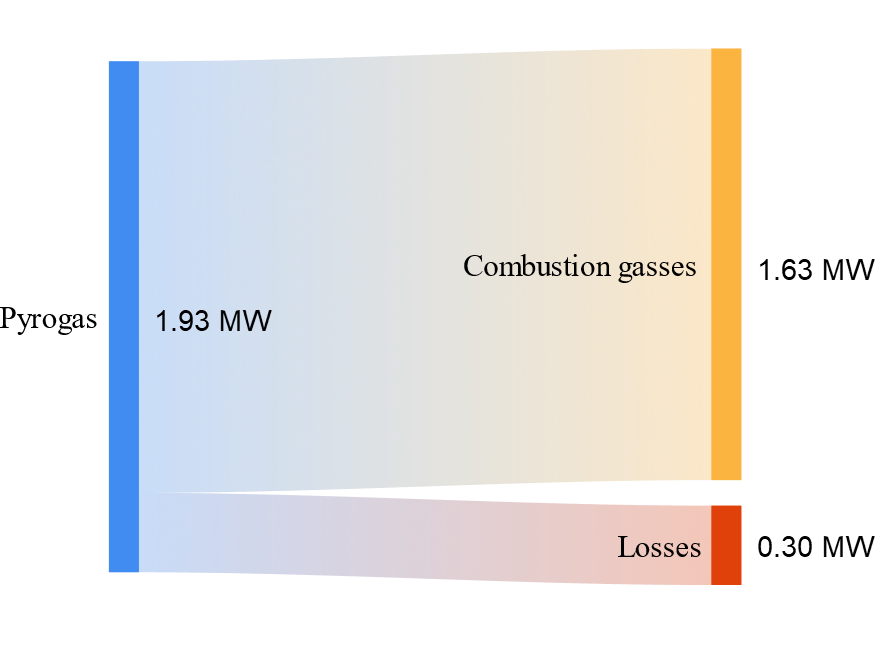 Combustion gasses
1.63 MW
Pyrogas
1.93 MW
Losses
0.30 MW